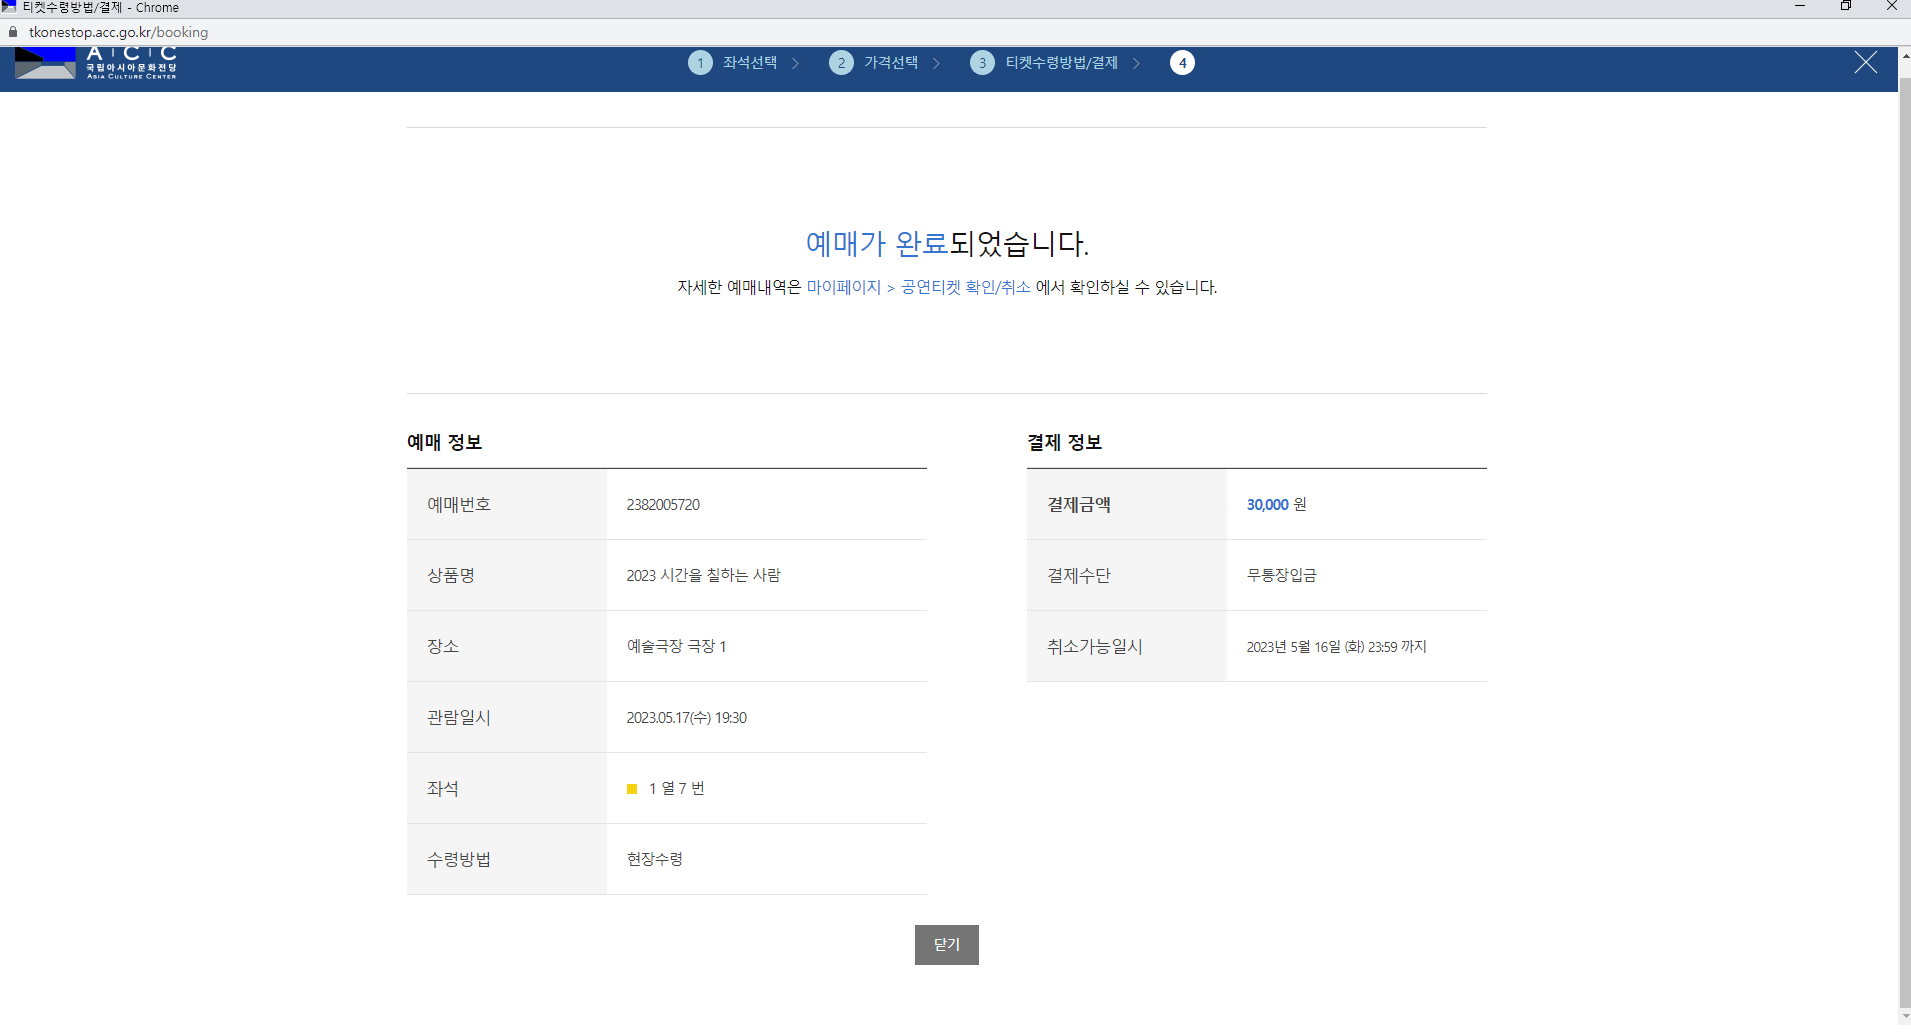 티켓수령방법/결제 - Chrome
tkonestop.acc.go.kr/booking
A C C
국립아시아문화전당
ASIA CULTURE CENTER
1 좌석선택 > 2 가격선택 > 3 티켓수령방법/결제 > 4
예매가 완료되었습니다.
자세한 예매내역은 마이페이지 > 공연티켓 확인/취소 에서 확인하실 수 있습니다.
예매 정보
예매번호 2382005720
상품명 2023 시간을 칠하는 사람
장소 예술극장 극장 1
관람일시 2023.05.17(수) 19:30
좌석 1 열 7 번
수령방법 현장수령
결제 정보
결제금액 30,000 원
결제수단 무통장입금
취소가능일시 2023년 5월 16일 (화) 23:59 까지
닫기